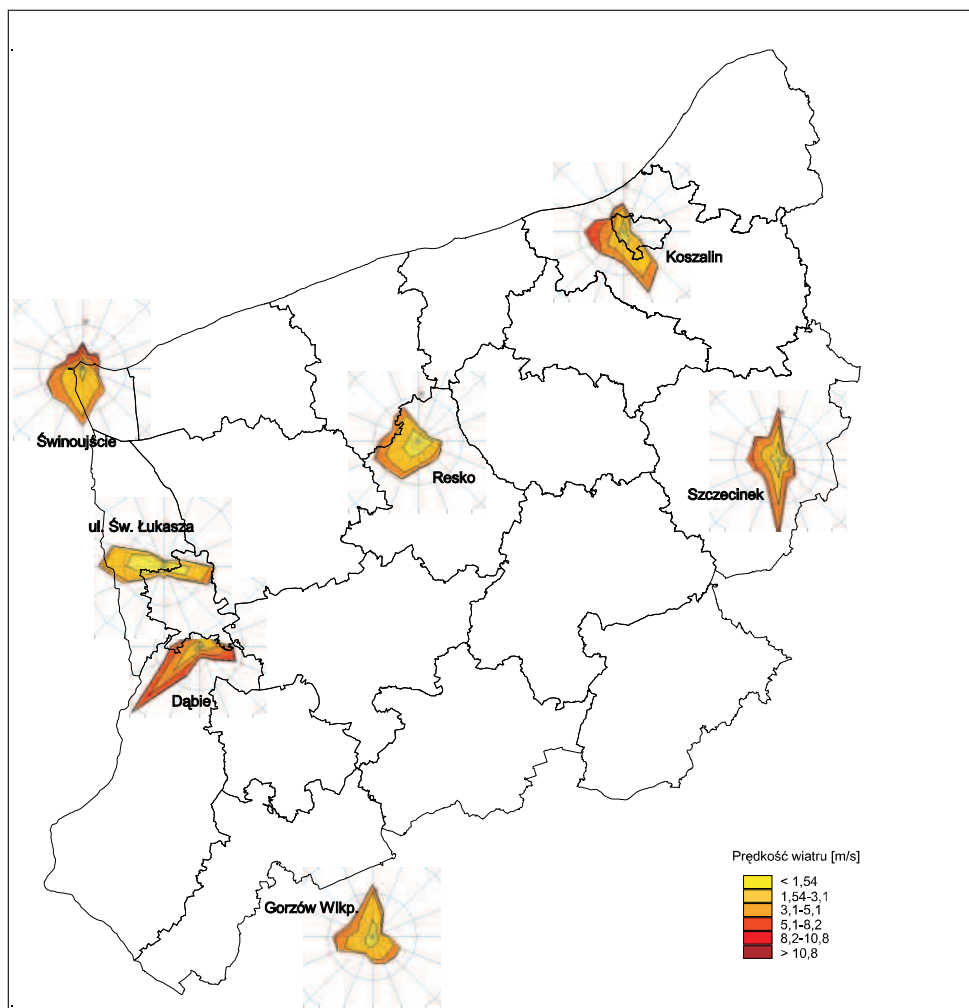 Koszalin
Świnoujście
Resko
Szczecinek
ul. Św. Łukasza
Dąbie
Gorzów Wlkp.
Prędkość wiatru [m/s]
< 1,54
1,54-3,1
3,1-5,1
5,1-8,2
8,2-10,8
> 10,8